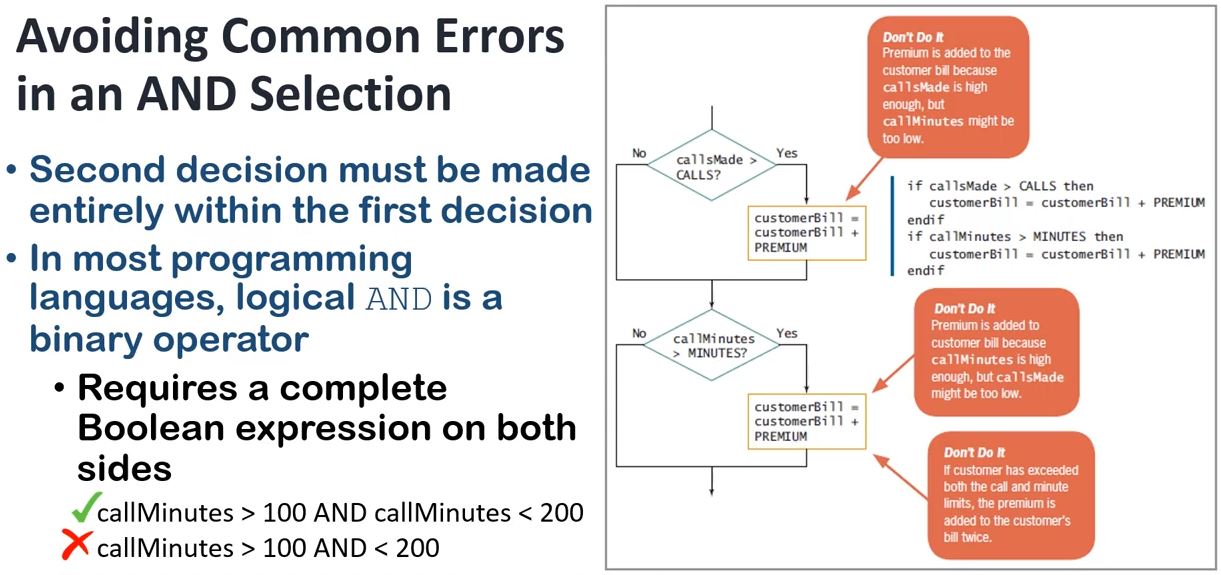 Avoiding Common Errors
in an AND Selection
• Second decision must be made
entirely within the first decision
• In most programming
languages, logical AND is a
binary operator
• Requires a complete
Boolean expression on both
sides
callMinutes > 100 AND callMinutes < 200
callMinutes > 100 AND < 200
Don't Do It
Premium is added to the
customer bill because
callsMade is high
enough, but
callMinutes might be
too low.
No
callsMade >
CALLS?
Yes
customerBill =
customerBill +
PREMIUM
if callsMade > CALLS then
customerBill = customerBill + PREMIUM
endif
if callMinutes > MINUTES then
customerBill = customerBill + PREMIUM
endif
No
callMinutes
> MINUTES?
Yes
customerBill =
customerBill +
PREMIUM
Don't Do It
Premium is added to
customer bill because
callMinutes is high
enough, but callsMade
might be too low.
Don't Do It
If customer has exceeded
both the call and minute
limits, the premium is
added to the customer's
bill twice.